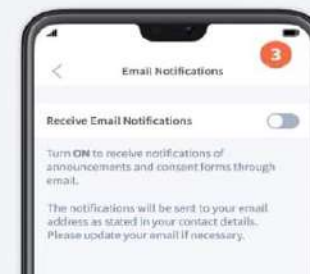 3
Email Notifications
Receive Email Notifications
Turn ON to receive notifications of
announcements and consent forms through
email.
The notifications will be sent to your email
address as stated in your contact details.
Please update your email if necessary.